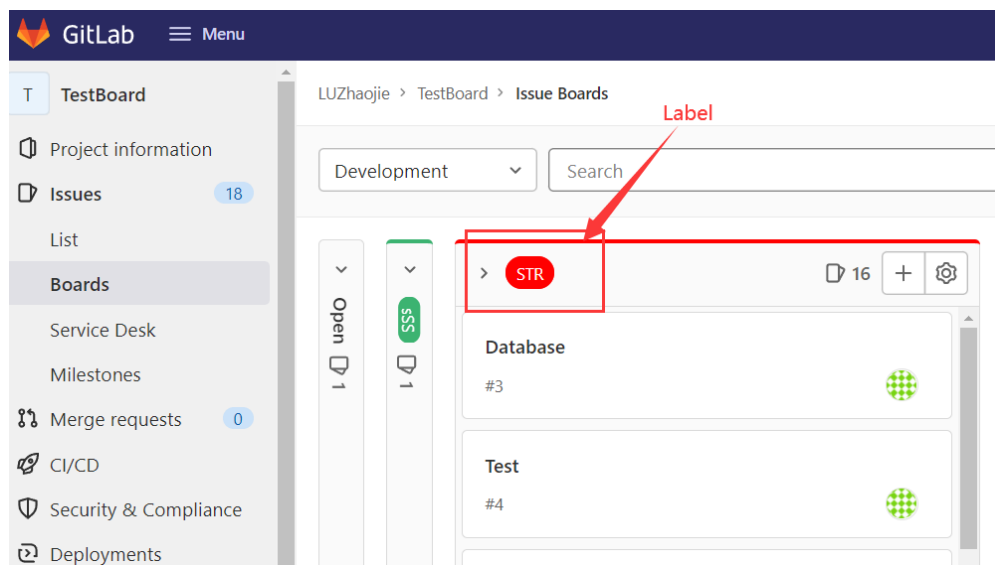 GitLab
Menu
T TestBoard
Project information
Issues 18
List
Boards
Service Desk
Milestones
Merge requests 0
CI/CD
Security & Compliance
Deployments
LUZhaojie > TestBoard > Issue Boards
Label
Development
Search
Open 1
sSS 1
STR
16
Database
#3
Test
#4